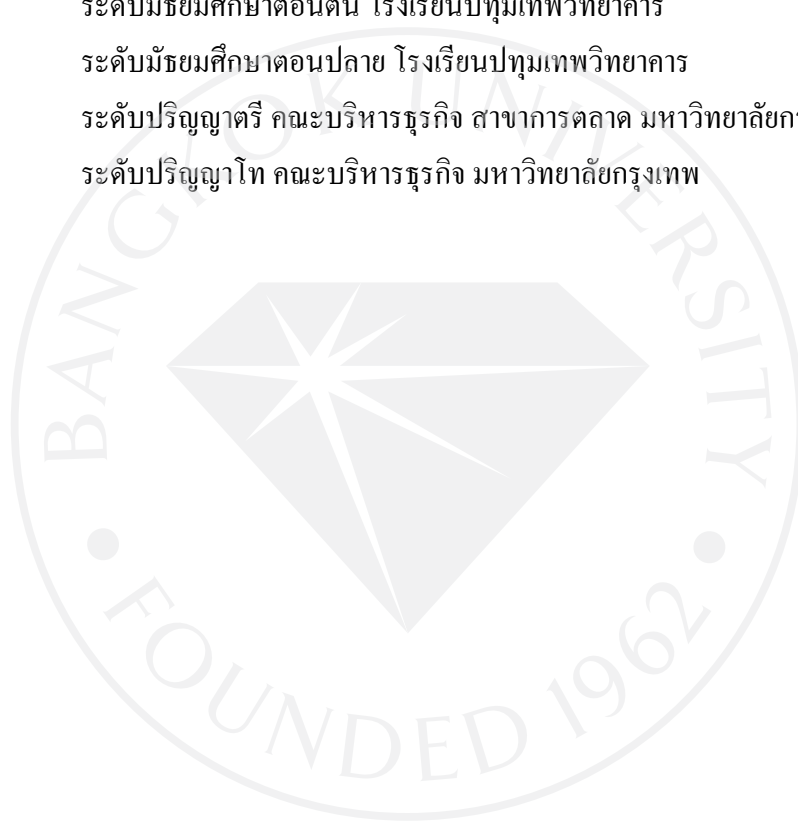 ระดับมัธยมศึกษาตอนต้น โรงเรียนปทุมเทพวิทยาคาร
ระดับมัธยมศึกษาตอนปลาย โรงเรียนปทุมเทพวิทยาคาร
ระดับปริญญาตรี คณะบริหารธุรกิจ สาขาการตลาด มหาวิทยาลัยก
ระดับปริญญาโท คณะบริหารธุรกิจ มหาวิทยาลัยกรุงเทพ
BANGKOK UNIVERSITY
FOUNDED 1962